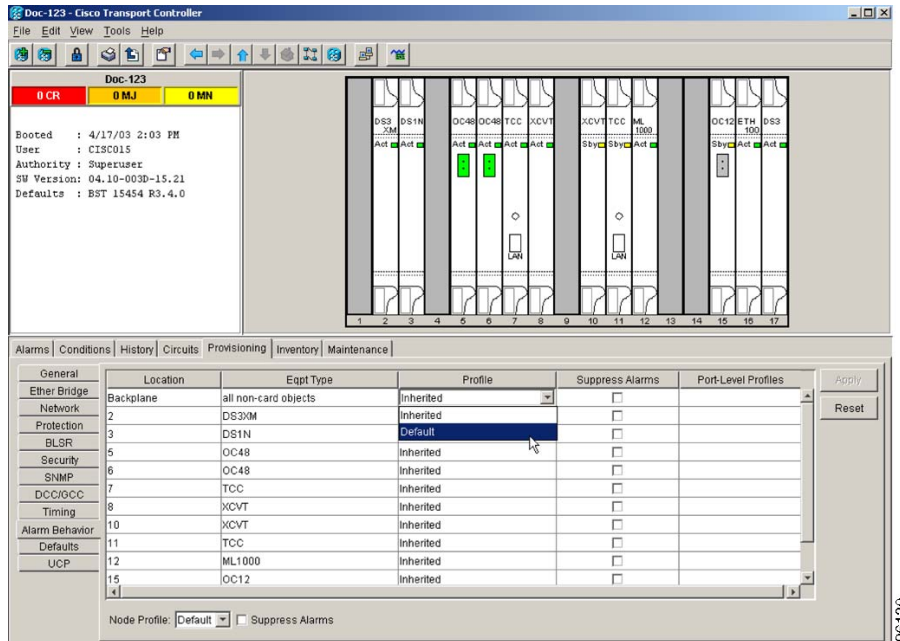 Doc-123 - Cisco Transport Controller
File Edit View Tools Help
Doc-123
0 CR 0 MJ 0 MN
Booted : 4/17/03 2:03 PM
User : CISCO15
Authority : Superuser
SW Version: 04.10-003D-15.21
Defaults : BST 15454 R3.4.0
DS3 XM DS1N OC48 OC48 TCC XCVT XCVT TCC ML 1000 OC12 ETH 100 DS3
Act Act Act Act Act Act Sby Sby Act Sby Act Act
LAN LAN
1 2 3 4 5 6 7 8 9 10 11 12 13 14 15 16 17
Alarms Conditions History Circuits Provisioning Inventory Maintenance
General
Ether Bridge
Network
Protection
BLSR
Security
SNMP
DCC/GCC
Timing
Alarm Behavior
Defaults
UCP
Location Eqpt Type Profile Suppress Alarms Port-Level Profiles
Backplane all non-card objects Inherited
2 DS3XM Inherited
3 DS1N Default
5 OC48 Inherited
6 OC48 Inherited
7 TCC Inherited
8 XCVT Inherited
10 XCVT Inherited
11 TCC Inherited
12 ML1000 Inherited
15 OC12 Inherited
Apply
Reset
Node Profile: Default Suppress Alarms